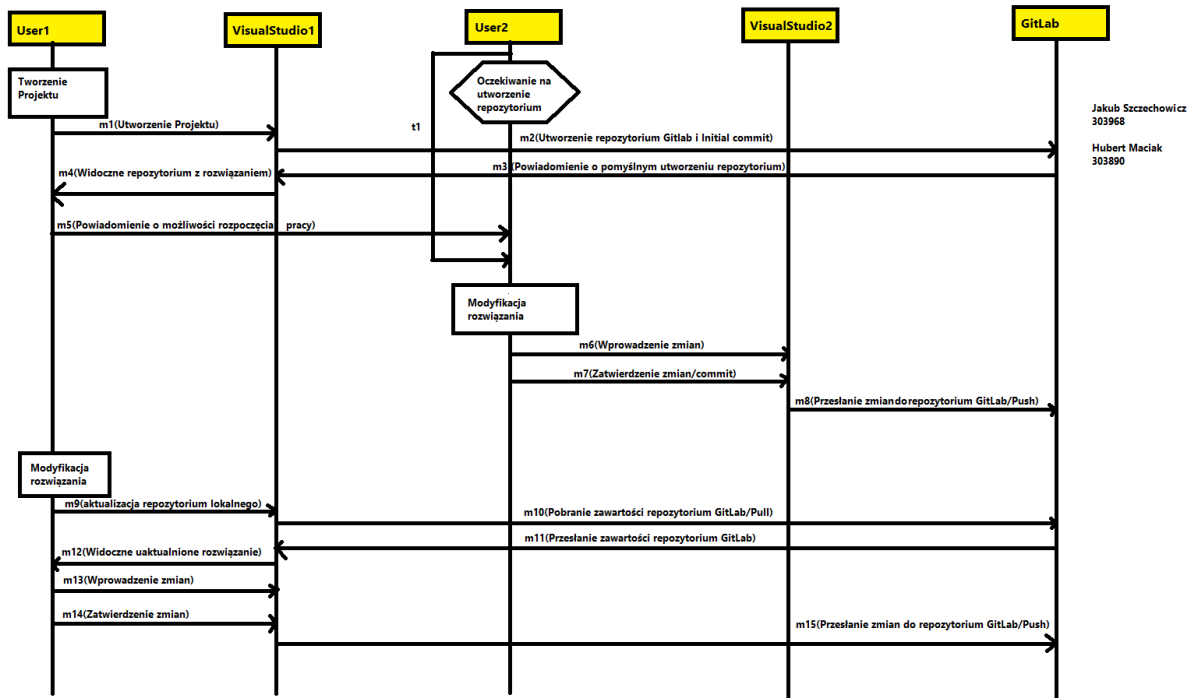 User1
VisualStudio1
User2
VisualStudio2
GitLab
Tworzenie
Projektu
Oczekiwanie na
utworzenie
repozytorium
Jakub Szczechowicz
303968
Hubert Maciak
303890
m1(Utworzenie Projektu)
t1
m2(Utworzenie repozytorium Gitlab i Initial commit)
m3(Powiadomienie o pomyślnym utworzeniu repozytorium)
m4(Widoczne repozytorium z rozwiązaniem)
m5(Powiadomienie o możliwości rozpoczęcia pracy)
Modyfikacja
rozwiązania
m6(Wprowadzenie zmian)
m7(Zatwierdzenie zmian/commit)
m8(Przesłanie zmian do repozytorium GitLab/Push)
Modyfikacja
rozwiązania
m9(aktualizacja repozytorium lokalnego)
m10(Pobranie zawartości repozytorium GitLab/Pull)
m11(Przesłanie zawartości repozytorium GitLab)
m12(Widoczne uaktualnione rozwiązanie)
m13(Wprowadzenie zmian)
m14(Zatwierdzenie zmian)
m15(Przesłanie zmian do repozytorium GitLab/Push)